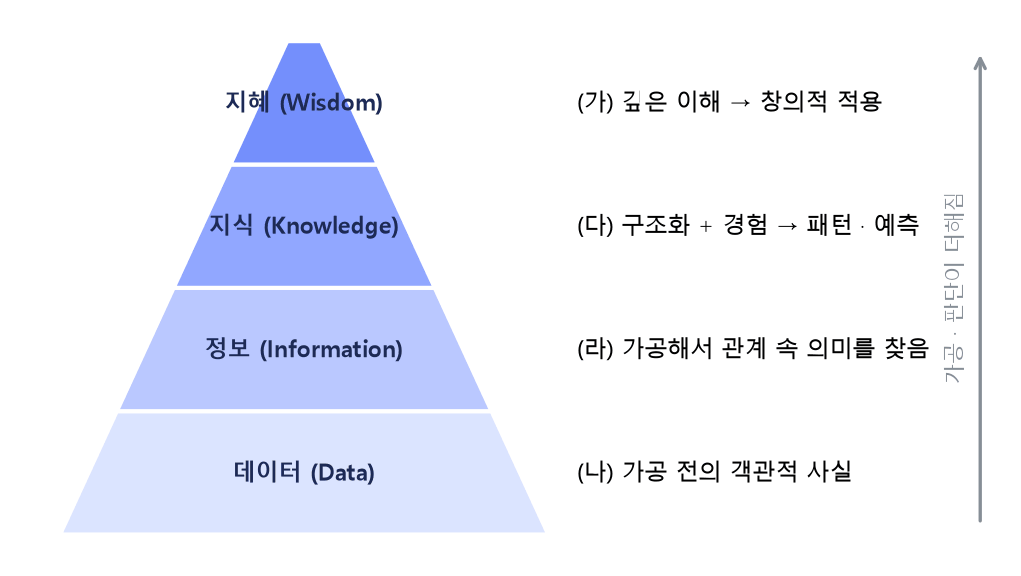 지혜 (Wisdom)
(가) 깊은 이해 → 창의적 적용
지식 (Knowledge)
(다) 구조화 + 경험 → 패턴 · 예측
정보 (Information)
(라) 가공해서 관계 속 의미를 찾음
데이터 (Data)
(나) 가공 전의 객관적 사실
가공 · 판단이 더해짐